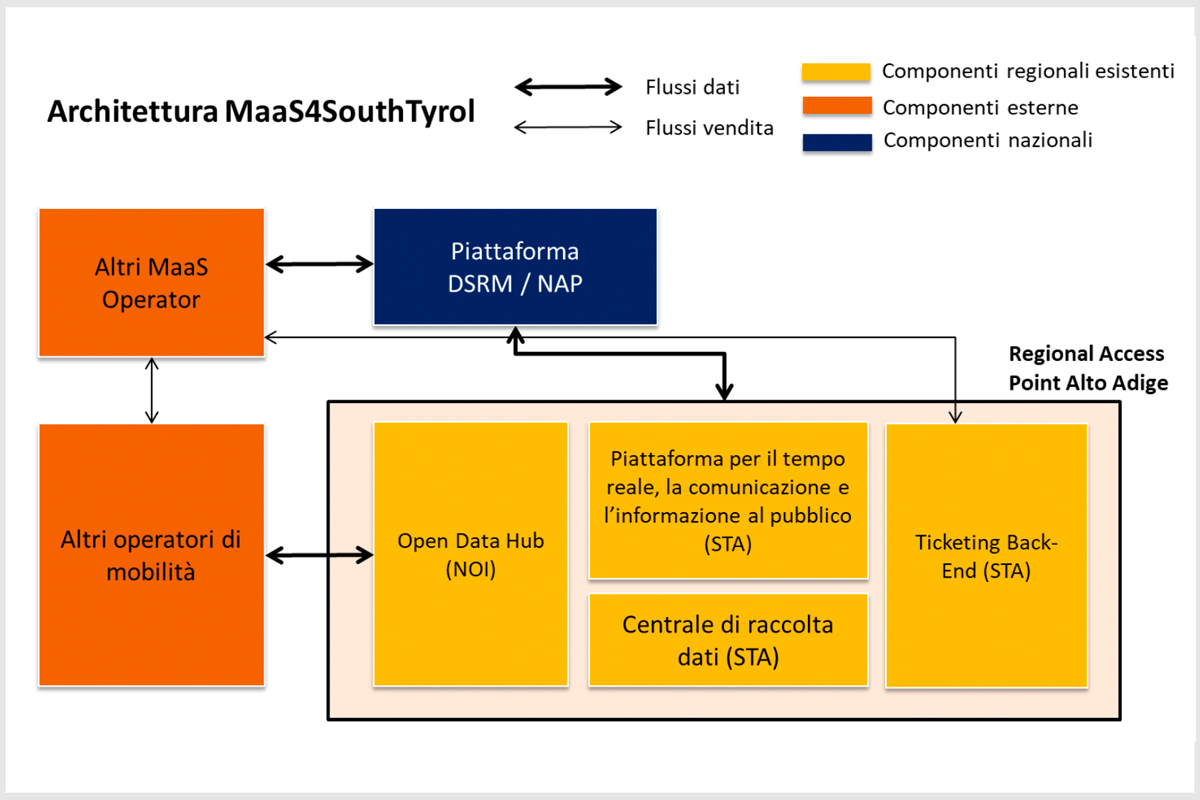 Architettura MaaS4SouthTyrol
Flussi dati
Flussi vendita
Componenti regionali esistenti
Componenti esterne
Componenti nazionali
Altri MaaS
Operator
Piattaforma
DSRM / NAP
Regional Access
Point Alto Adige
Altri operatori di
mobilità
Open Data Hub
(NOI)
Piattaforma per il tempo
reale, la comunicazione e
l’informazione al pubblico
(STA)
Centrale di raccolta
dati (STA)
Ticketing Back-
End (STA)